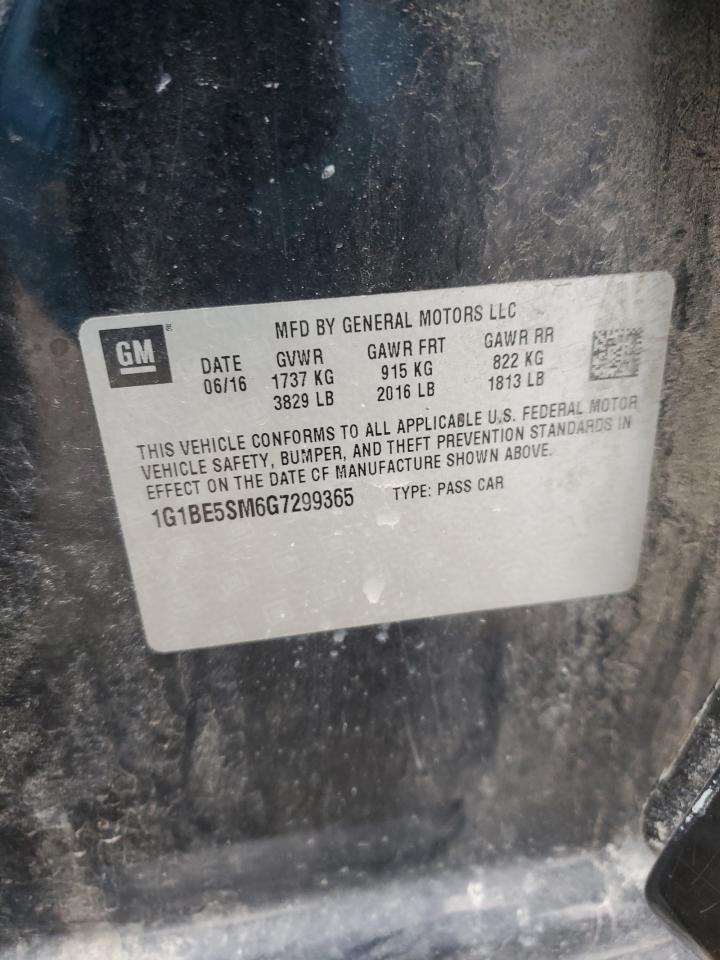 GM
MFD BY GENERAL MOTORS LLC
DATE GVWR GAWR FRT GAWR RR
06/16 1737 KG 915 KG 822 KG
3829 LB 2016 LB 1813 LB
THIS VEHICLE CONFORMS TO ALL APPLICABLE U.S. FEDERAL MOTOR
VEHICLE SAFETY, BUMPER, AND THEFT PREVENTION STANDARDS IN
EFFECT ON THE DATE OF MANUFACTURE SHOWN ABOVE.
1G1BE5SM6G7299365 TYPE: PASS CAR